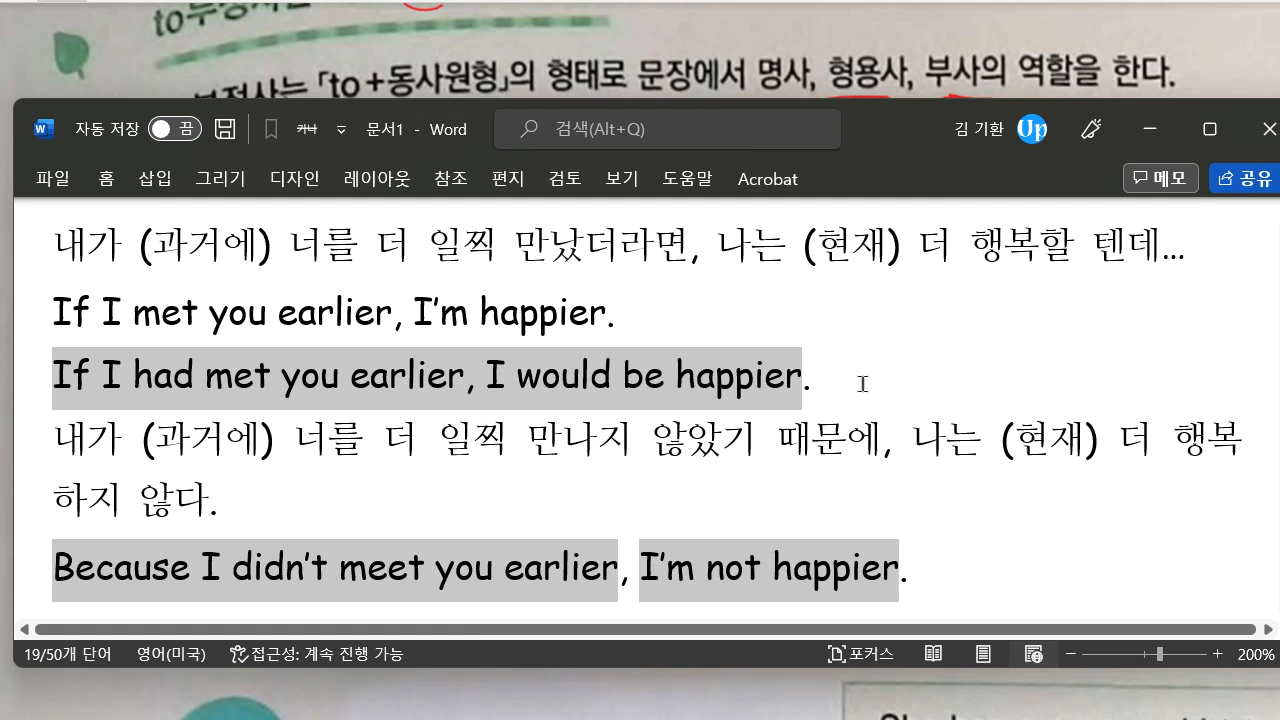 to부정사
부정사는 「to+동사원형」의 형태로 문장에서 명사, 형용사, 부사의 역할을 한다.
자동 저장 끔 가나 문서1 - Word 검색(Alt+Q) 김 기환 Up
파일 홈 삽입 그리기 디자인 레이아웃 참조 편지 검토 보기 도움말 Acrobat 메모 공유
내가 (과거에) 너를 더 일찍 만났더라면, 나는 (현재) 더 행복할 텐데...
If I met you earlier, I'm happier.
If I had met you earlier, I would be happier.
내가 (과거에) 너를 더 일찍 만나지 않았기 때문에, 나는 (현재) 더 행복
하지 않다.
Because I didn't meet you earlier, I'm not happier.
19/50개 단어 영어(미국) 접근성: 계속 진행 가능 포커스 200%